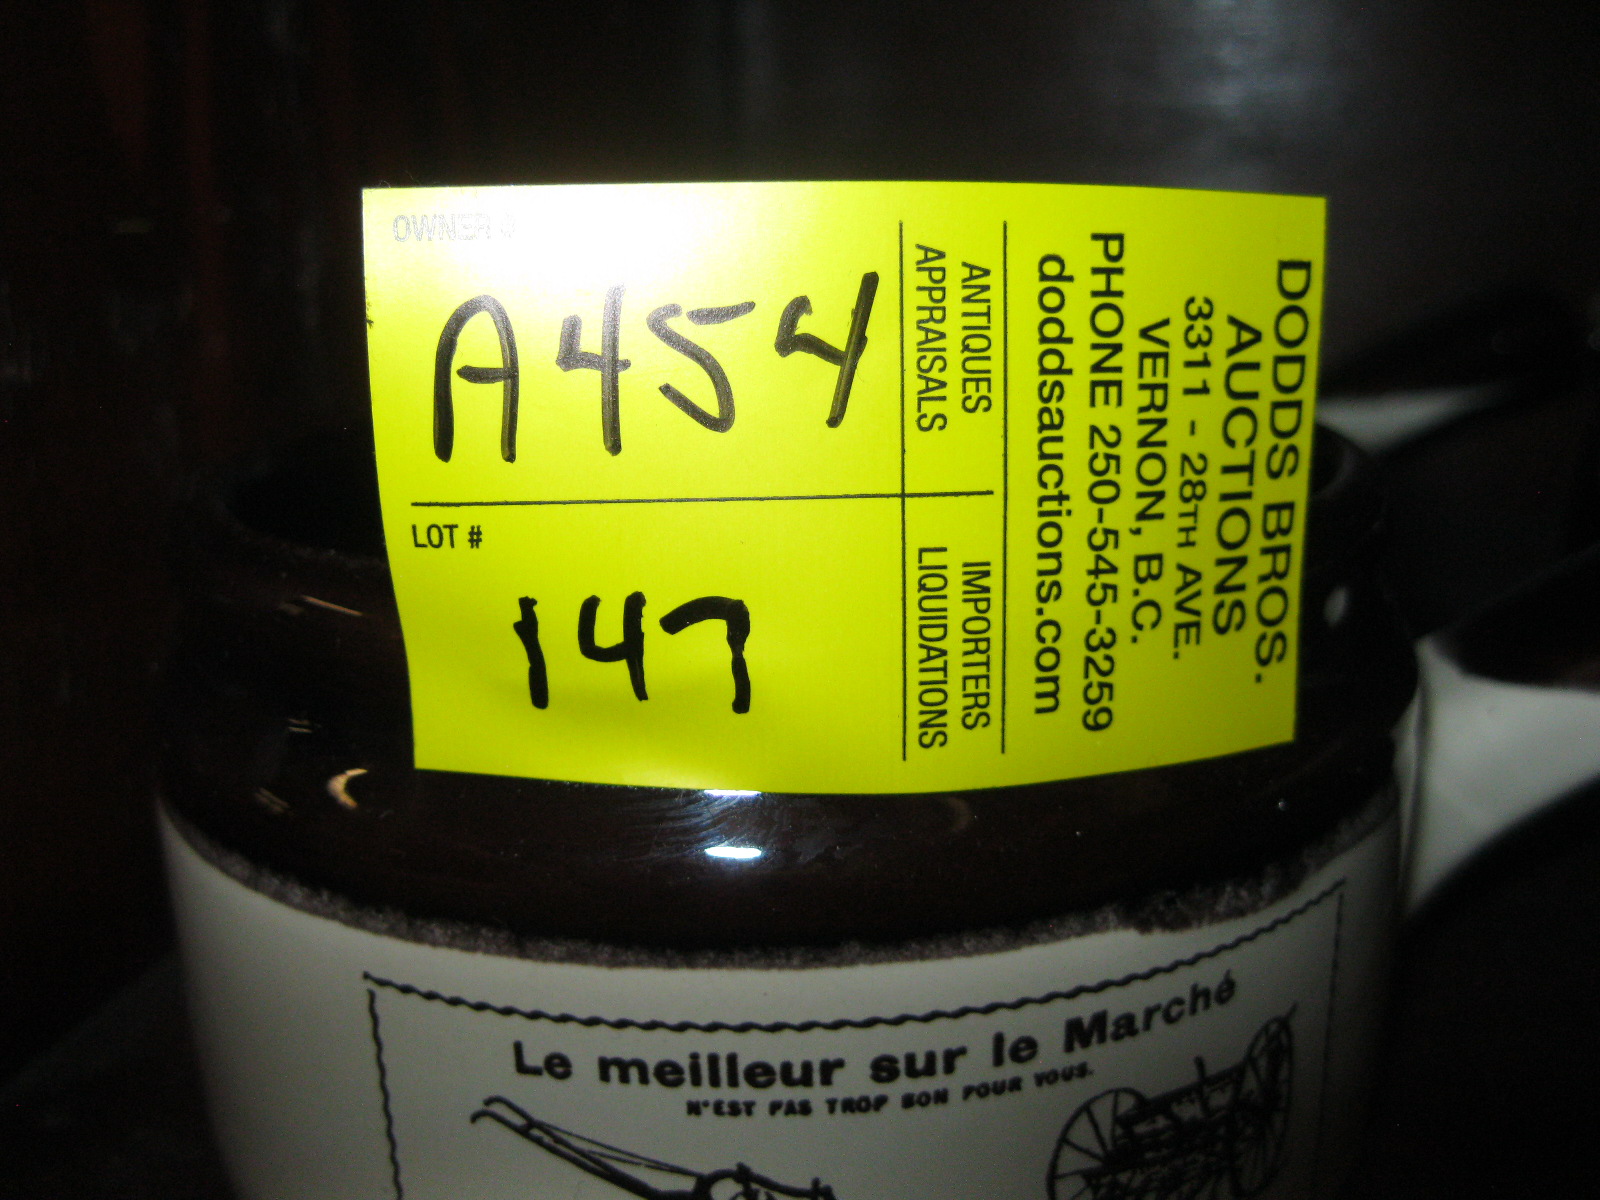 OWNER #
A454
LOT #
147
ANTIQUES
APPRAISALS
IMPORTERS
LIQUIDATIONS
DODDS BROS.
AUCTIONS
3311 - 28TH AVE.
VERNON, B.C.
PHONE 250-545-3259
doddsauctions.com
Le meilleur sur le Marché
N'EST PAS TROP BON POUR VOUS.